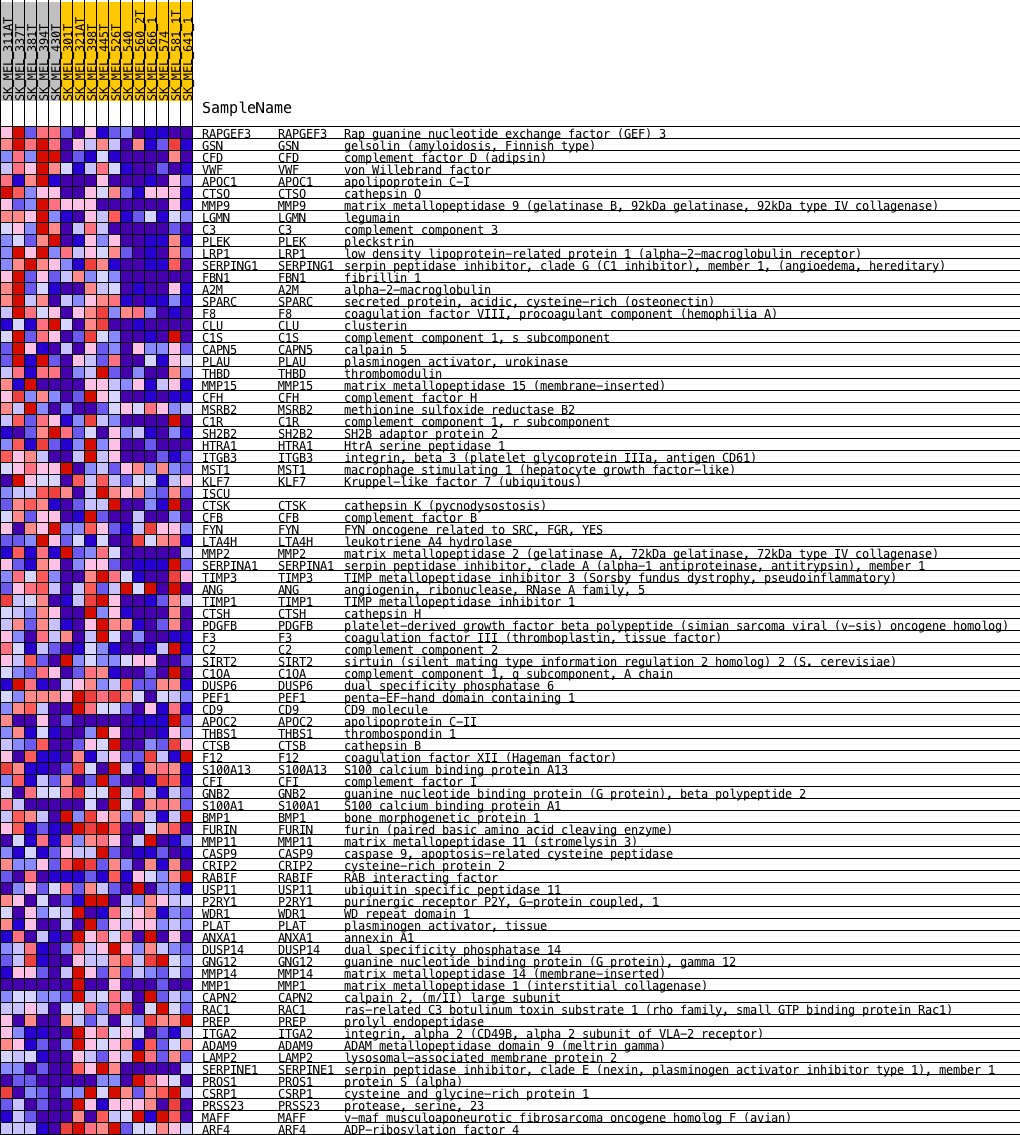 SK_MEL_311AT
SK_MEL_337T
SK_MEL_381T
SK_MEL_394T
SK_MEL_430T
SK_MEL_301T
SK_MEL_321AT
SK_MEL_398T
SK_MEL_445T
SK_MEL_526T
SK_MEL_540
SK_MEL_560_2T
SK_MEL_566_1
SK_MEL_574
SK_MEL_581_1T
SK_MEL_641_1
SampleName
RAPGEF3 RAPGEF3 Rap guanine nucleotide exchange factor (GEF) 3
GSN GSN gelsolin (amyloidosis, Finnish type)
CFD CFD complement factor D (adipsin)
VWF VWF von Willebrand factor
APOC1 APOC1 apolipoprotein C-I
CTSO CTSO cathepsin O
MMP9 MMP9 matrix metallopeptidase 9 (gelatinase B, 92kDa gelatinase, 92kDa type IV collagenase)
LGMN LGMN legumain
C3 C3 complement component 3
PLEK PLEK pleckstrin
LRP1 LRP1 low density lipoprotein-related protein 1 (alpha-2-macroglobulin receptor)
SERPING1 SERPING1 serpin peptidase inhibitor, clade G (C1 inhibitor), member 1, (angioedema, hereditary)
FBN1 FBN1 fibrillin 1
A2M A2M alpha-2-macroglobulin
SPARC SPARC secreted protein, acidic, cysteine-rich (osteonectin)
F8 F8 coagulation factor VIII, procoagulant component (hemophilia A)
CLU CLU clusterin
C1S C1S complement component 1, s subcomponent
CAPN5 CAPN5 calpain 5
PLAU PLAU plasminogen activator, urokinase
THBD THBD thrombomodulin
MMP15 MMP15 matrix metallopeptidase 15 (membrane-inserted)
CFH CFH complement factor H
MSRB2 MSRB2 methionine sulfoxide reductase B2
C1R C1R complement component 1, r subcomponent
SH2B2 SH2B2 SH2B adaptor protein 2
HTRA1 HTRA1 HtrA serine peptidase 1
ITGB3 ITGB3 integrin, beta 3 (platelet glycoprotein IIIa, antigen CD61)
MST1 MST1 macrophage stimulating 1 (hepatocyte growth factor-like)
KLF7 KLF7 Kruppel-like factor 7 (ubiquitous)
ISCU
CTSK CTSK cathepsin K (pycnodysostosis)
CFB CFB complement factor B
FYN FYN FYN oncogene related to SRC, FGR, YES
LTA4H LTA4H leukotriene A4 hydrolase
MMP2 MMP2 matrix metallopeptidase 2 (gelatinase A, 72kDa gelatinase, 72kDa type IV collagenase)
SERPINA1 SERPINA1 serpin peptidase inhibitor, clade A (alpha-1 antiproteinase, antitrypsin), member 1
TIMP3 TIMP3 TIMP metallopeptidase inhibitor 3 (Sorsby fundus dystrophy, pseudoinflammatory)
ANG ANG angiogenin, ribonuclease, RNase A family, 5
TIMP1 TIMP1 TIMP metallopeptidase inhibitor 1
CTSH CTSH cathepsin H
PDGFB PDGFB platelet-derived growth factor beta polypeptide (simian sarcoma viral (v-sis) oncogene homolog)
F3 F3 coagulation factor III (thromboplastin, tissue factor)
C2 C2 complement component 2
SIRT2 SIRT2 sirtuin (silent mating type information regulation 2 homolog) 2 (S. cerevisiae)
C1QA C1QA complement component 1, q subcomponent, A chain
DUSP6 DUSP6 dual specificity phosphatase 6
PEF1 PEF1 penta-EF-hand domain containing 1
CD9 CD9 CD9 molecule
APOC2 APOC2 apolipoprotein C-II
THBS1 THBS1 thrombospondin 1
CTSB CTSB cathepsin B
F12 F12 coagulation factor XII (Hageman factor)
S100A13 S100A13 S100 calcium binding protein A13
CFI CFI complement factor I
GNB2 GNB2 guanine nucleotide binding protein (G protein), beta polypeptide 2
S100A1 S100A1 S100 calcium binding protein A1
BMP1 BMP1 bone morphogenetic protein 1
FURIN FURIN furin (paired basic amino acid cleaving enzyme)
MMP11 MMP11 matrix metallopeptidase 11 (stromelysin 3)
CASP9 CASP9 caspase 9, apoptosis-related cysteine peptidase
CRIP2 CRIP2 cysteine-rich protein 2
RABIF RABIF RAB interacting factor
USP11 USP11 ubiquitin specific peptidase 11
P2RY1 P2RY1 purinergic receptor P2Y, G-protein coupled, 1
WDR1 WDR1 WD repeat domain 1
PLAT PLAT plasminogen activator, tissue
ANXA1 ANXA1 annexin A1
DUSP14 DUSP14 dual specificity phosphatase 14
GNG12 GNG12 guanine nucleotide binding protein (G protein), gamma 12
MMP14 MMP14 matrix metallopeptidase 14 (membrane-inserted)
MMP1 MMP1 matrix metallopeptidase 1 (interstitial collagenase)
CAPN2 CAPN2 calpain 2, (m/II) large subunit
RAC1 RAC1 ras-related C3 botulinum toxin substrate 1 (rho family, small GTP binding protein Rac1)
PREP PREP prolyl endopeptidase
ITGA2 ITGA2 integrin, alpha 2 (CD49B, alpha 2 subunit of VLA-2 receptor)
ADAM9 ADAM9 ADAM metallopeptidase domain 9 (meltrin gamma)
LAMP2 LAMP2 lysosomal-associated membrane protein 2
SERPINE1 SERPINE1 serpin peptidase inhibitor, clade E (nexin, plasminogen activator inhibitor type 1), member 1
PROS1 PROS1 protein S (alpha)
CSRP1 CSRP1 cysteine and glycine-rich protein 1
PRSS23 PRSS23 protease, serine, 23
MAFF MAFF v-maf musculoaponeurotic fibrosarcoma oncogene homolog F (avian)
ARF4 ARF4 ADP-ribosylation factor 4